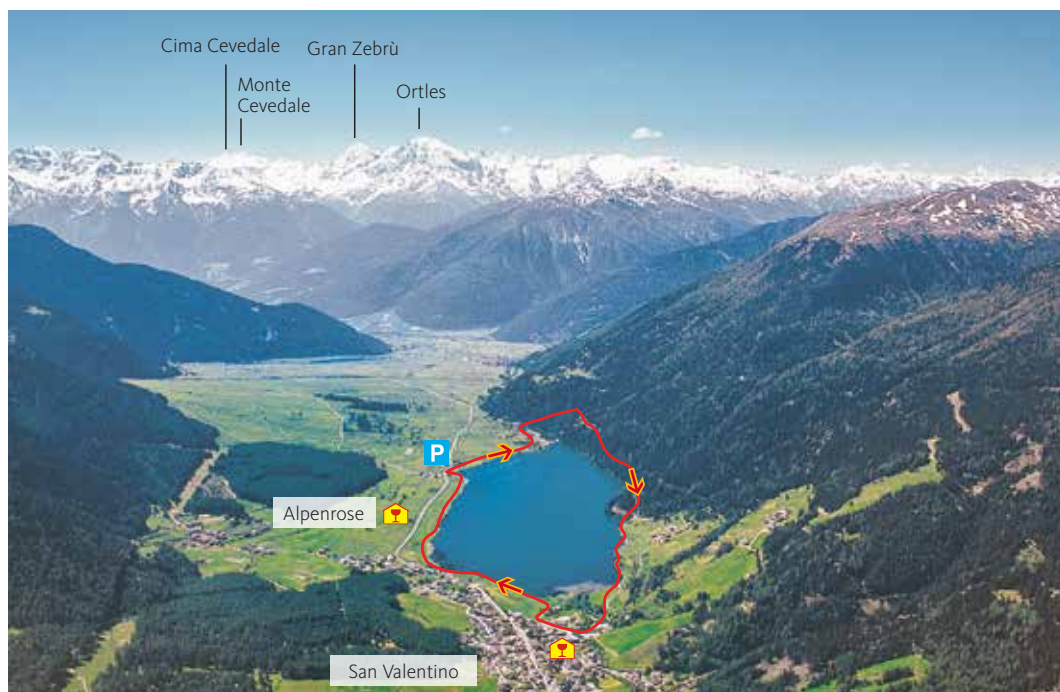 Cima Cevedale
Gran Zebrù
Monte
Cevedale
Ortles
P
Alpenrose
San Valentino